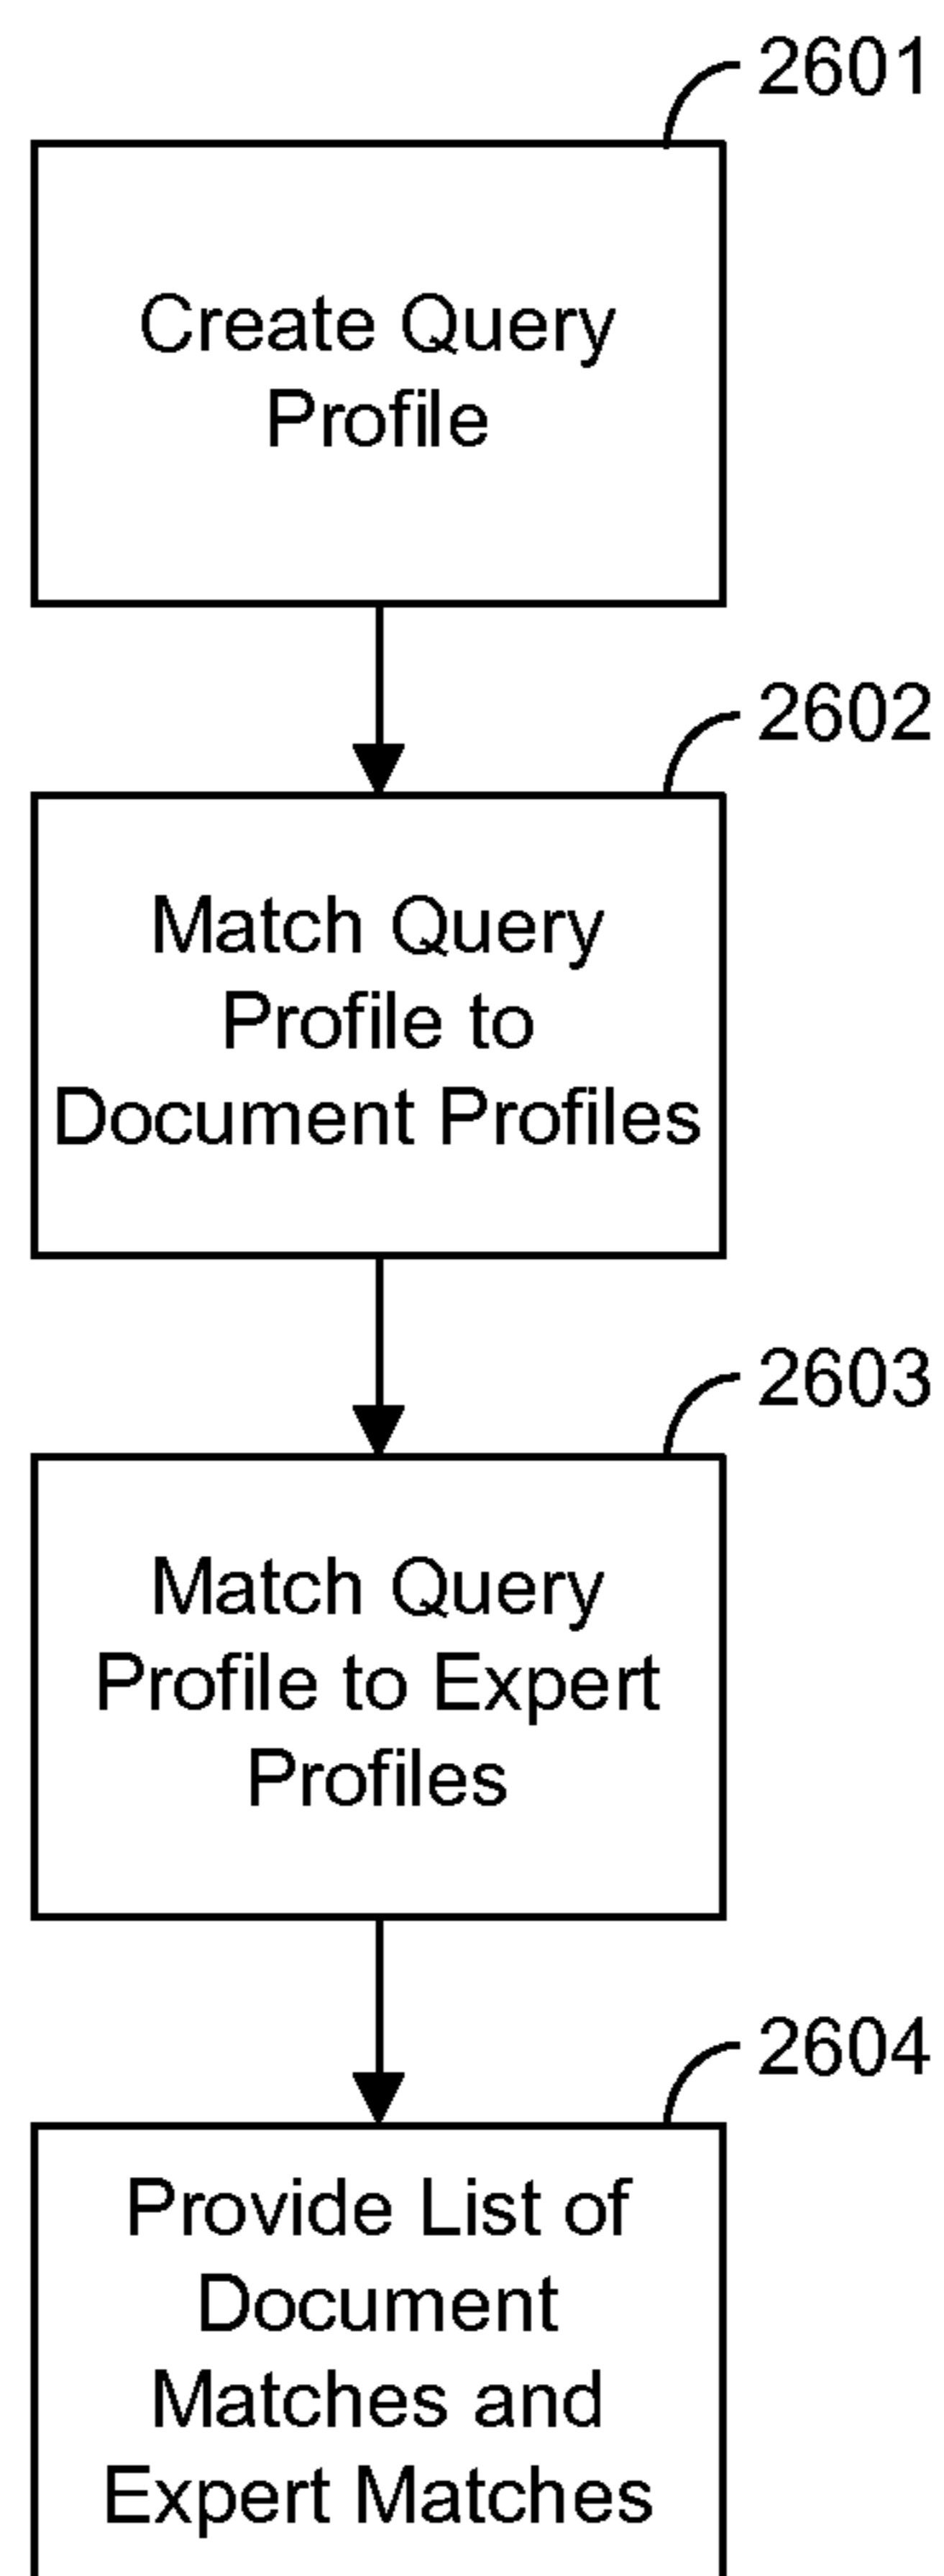 2601
Create Query
Profile
2602
Match Query
Profile to
Document Profiles
2603
Match Query
Profile to Expert
Profiles
2604
Provide List of
Document
Matches and
Expert Matches